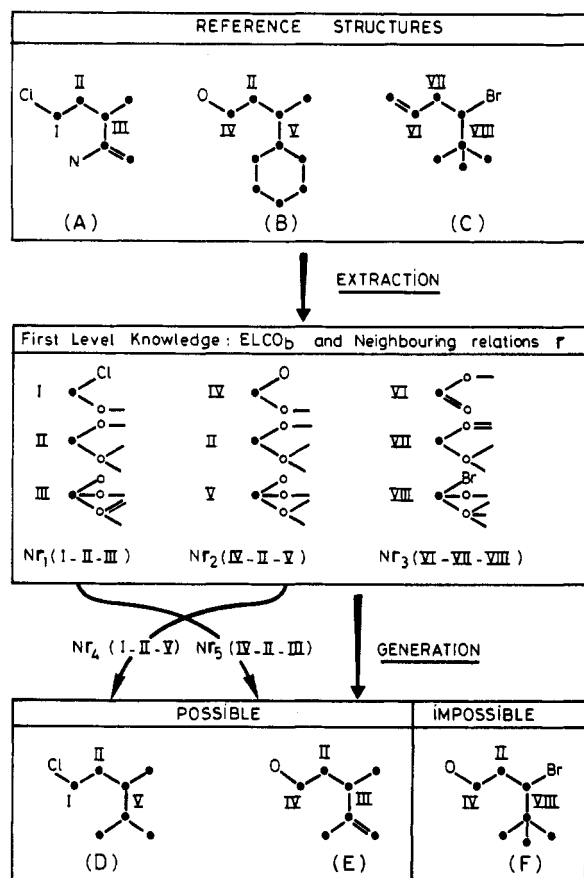 REFERENCE STRUCTURES
II
VII
Cl
II
O
Br
I
III
IV
V
VI
VIII
N
(A)
(B)
(C)
EXTRACTION
First Level Knowledge: ELCOb and Neighbouring relations r
I
Cl
IV
O
VI
O
O
O
O
II
O
II
O
VII
O
O
O
O
III
O
O
O
V
O
O
O
VIII
Br
O
O
Nr1(I-II-III)
Nr2(IV-II-V)
Nr3(VI-VII-VIII)
Nr4 (I-II-V)
Nr5(IV-II-III)
GENERATION
POSSIBLE
IMPOSSIBLE
Cl
II
I
V
O
II
IV
III
O
II
Br
IV
VIII
(D)
(E)
(F)